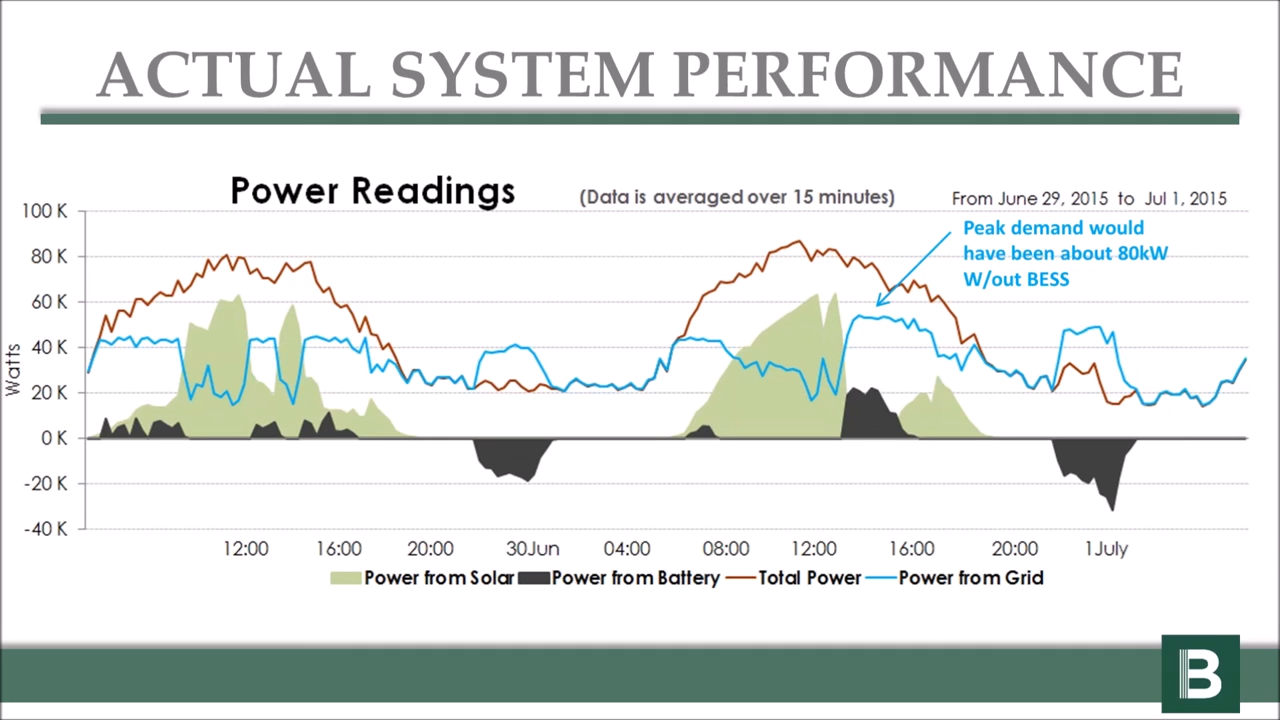 ACTUAL SYSTEM PERFORMANCE
Power Readings
(Data is averaged over 15 minutes)
From June 29, 2015 to Jul 1, 2015
Peak demand would
have been about 80kW
W/out BESS
Watts
100 K
80 K
60 K
40 K
20 K
0 K
-20 K
-40 K
12:00 16:00 20:00 30Jun 04:00 08:00 12:00 16:00 20:00 1July
Power from Solar Power from Battery Total Power Power from Grid
B